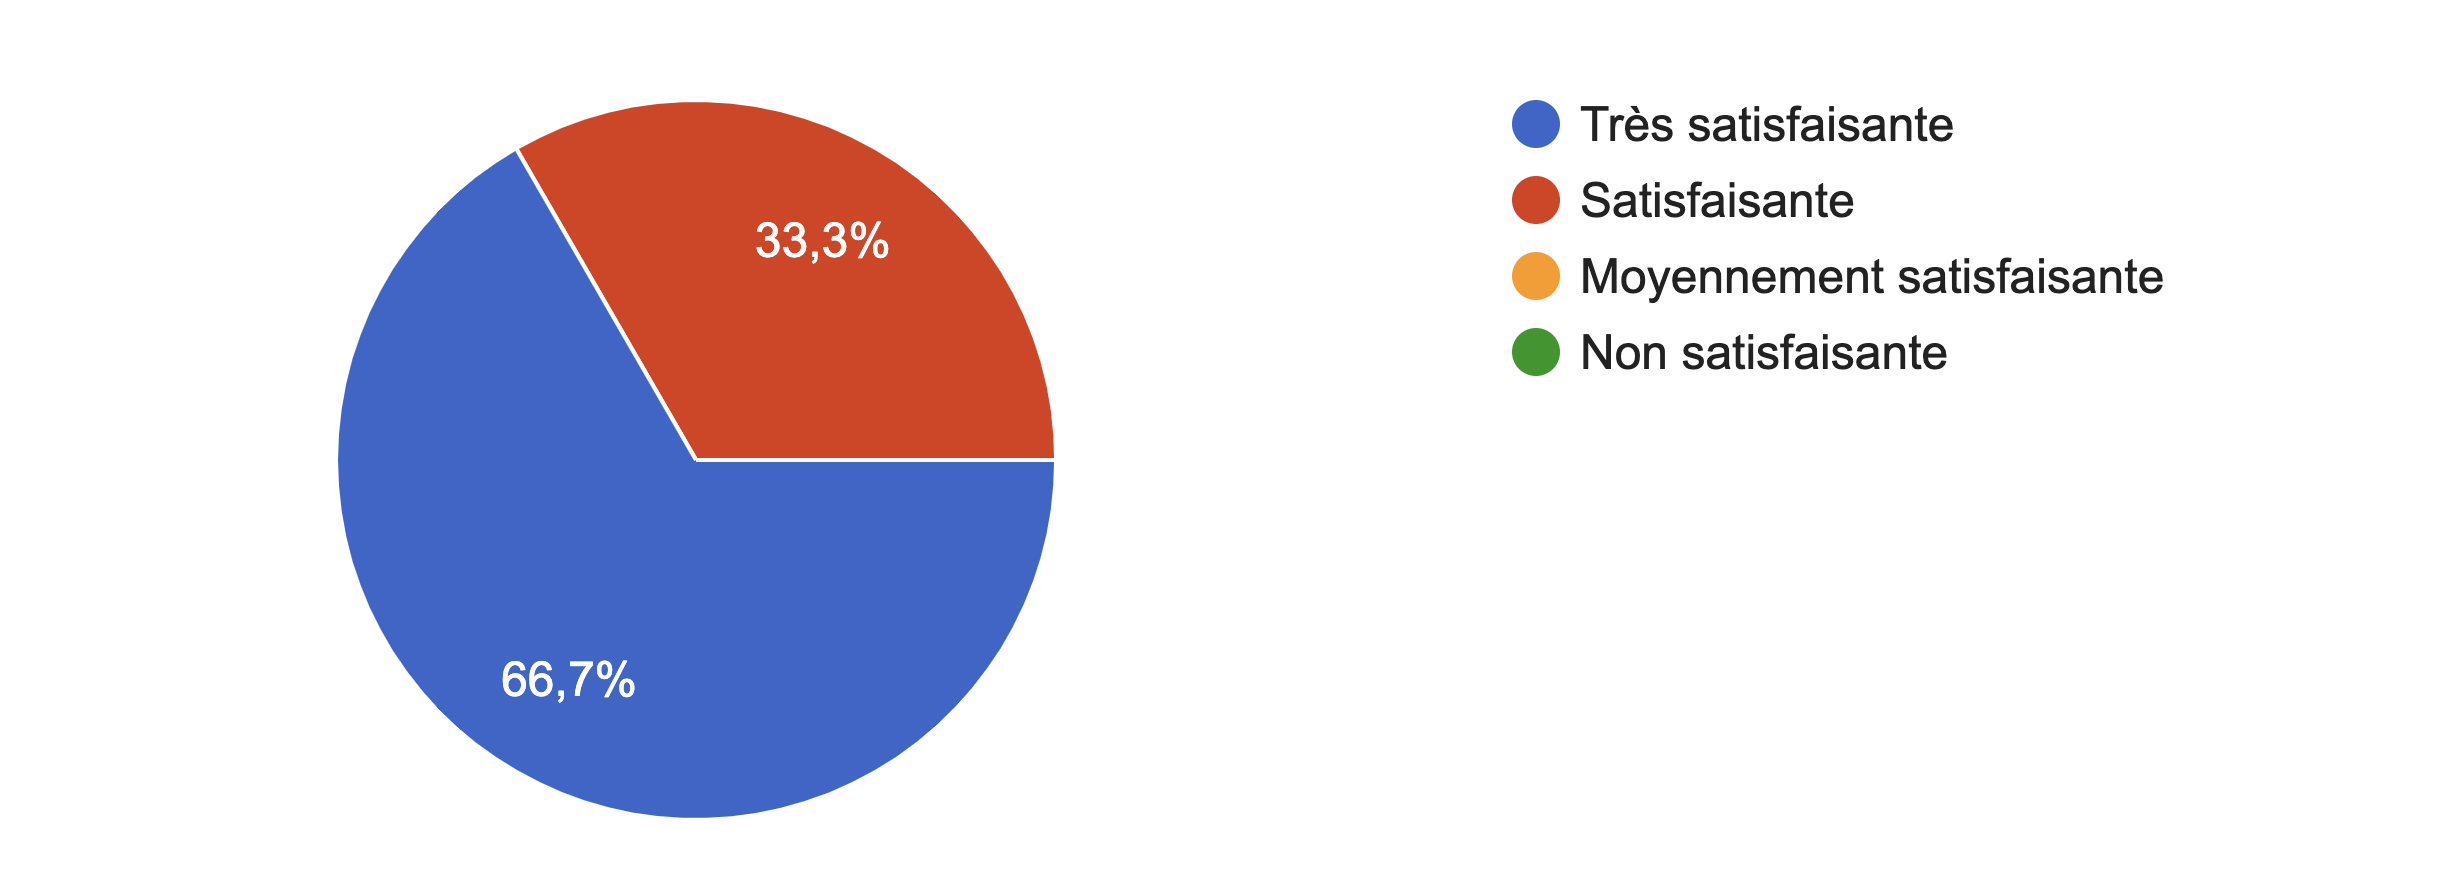 33,3%
66,7%
Très satisfaisante
Satisfaisante
Moyennement satisfaisante
Non satisfaisante